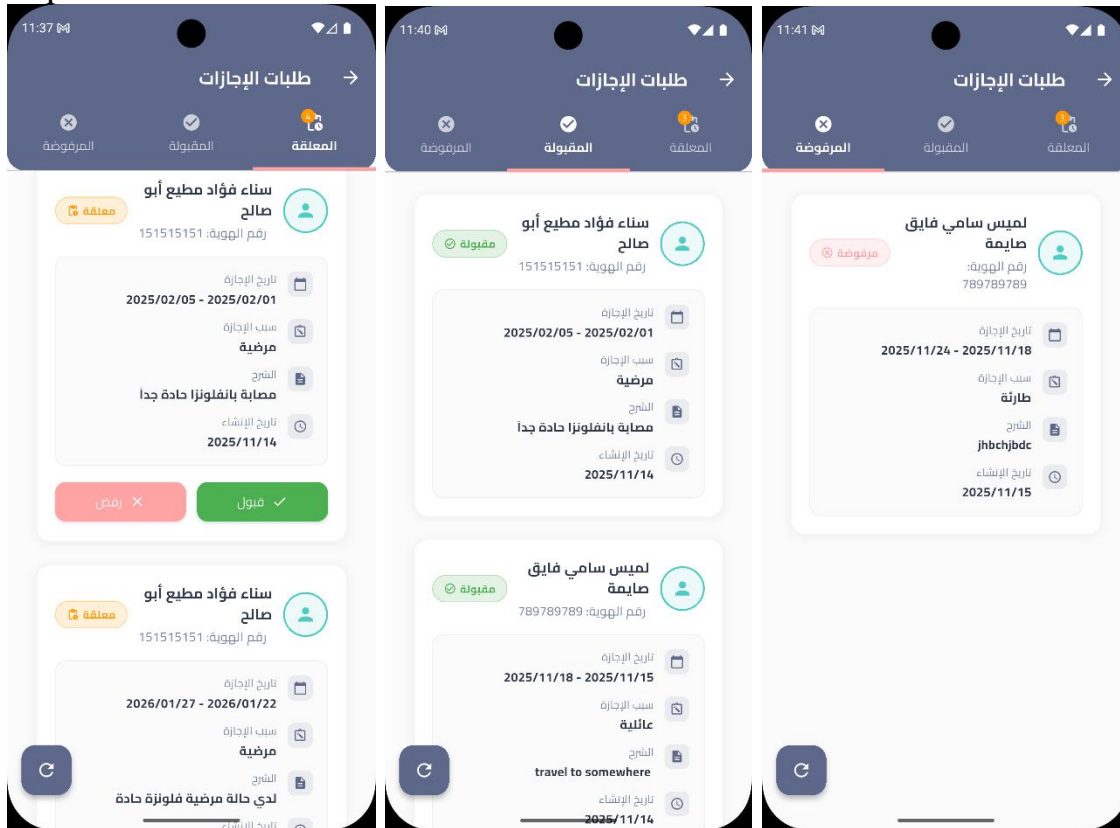 11:37
طلبات الإجازات
4
المعلقة
المقبولة
المرفوضة
سناء فؤاد مطيع أبو
صالح
معلقة
رقم الهوية: 151515151
تاريخ الإجازة
2025/02/05 - 2025/02/01
سبب الإجازة
مرضية
الشرح
مصابة بانفلونزا حادة جداً
تاريخ الإنشاء
2025/11/14
قبول
رفض
سناء فؤاد مطيع أبو
صالح
معلقة
رقم الهوية: 151515151
تاريخ الإجازة
2026/01/27 - 2026/01/22
سبب الإجازة
مرضية
الشرح
لدي حالة مرضية فلونزة حادة
تاريخ الإنشاء
11:40
طلبات الإجازات
3
المعلقة
المقبولة
المرفوضة
سناء فؤاد مطيع أبو
صالح
مقبولة
رقم الهوية: 151515151
تاريخ الإجازة
2025/02/05 - 2025/02/01
سبب الإجازة
مرضية
الشرح
مصابة بانفلونزا حادة جداً
تاريخ الإنشاء
2025/11/14
لميس سامي فايق
صايمة
مقبولة
رقم الهوية: 789789789
تاريخ الإجازة
2025/11/18 - 2025/11/15
سبب الإجازة
عائلية
الشرح
travel to somewhere
تاريخ الإنشاء
2025/11/14
11:41
طلبات الإجازات
3
المعلقة
المقبولة
المرفوضة
لميس سامي فايق
صايمة
مرفوضة
رقم الهوية:
789789789
تاريخ الإجازة
2025/11/24 - 2025/11/18
سبب الإجازة
طارئة
الشرح
jhbchjbdc
تاريخ الإنشاء
2025/11/15